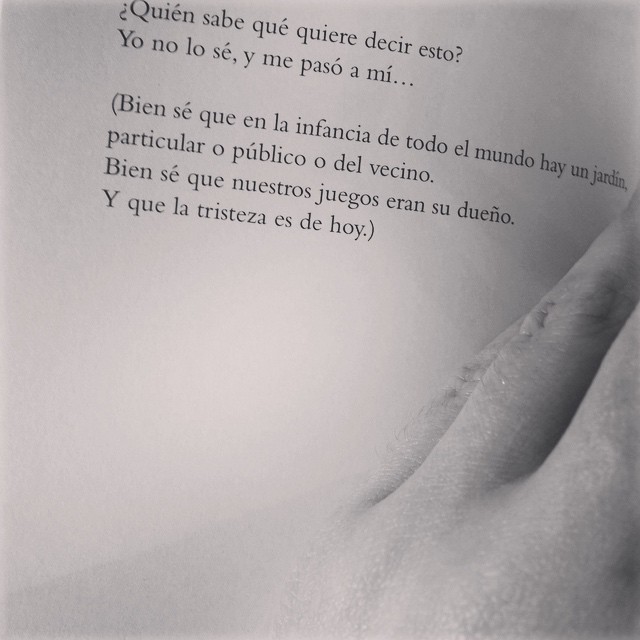 ¿Quién sabe qué quiere decir esto?
Yo no lo sé, y me pasó a mí…
(Bien sé que en la infancia de todo el mundo hay un jardín,
particular o público o del vecino.
Bien sé que nuestros juegos eran su dueño.
Y que la tristeza es de hoy.)